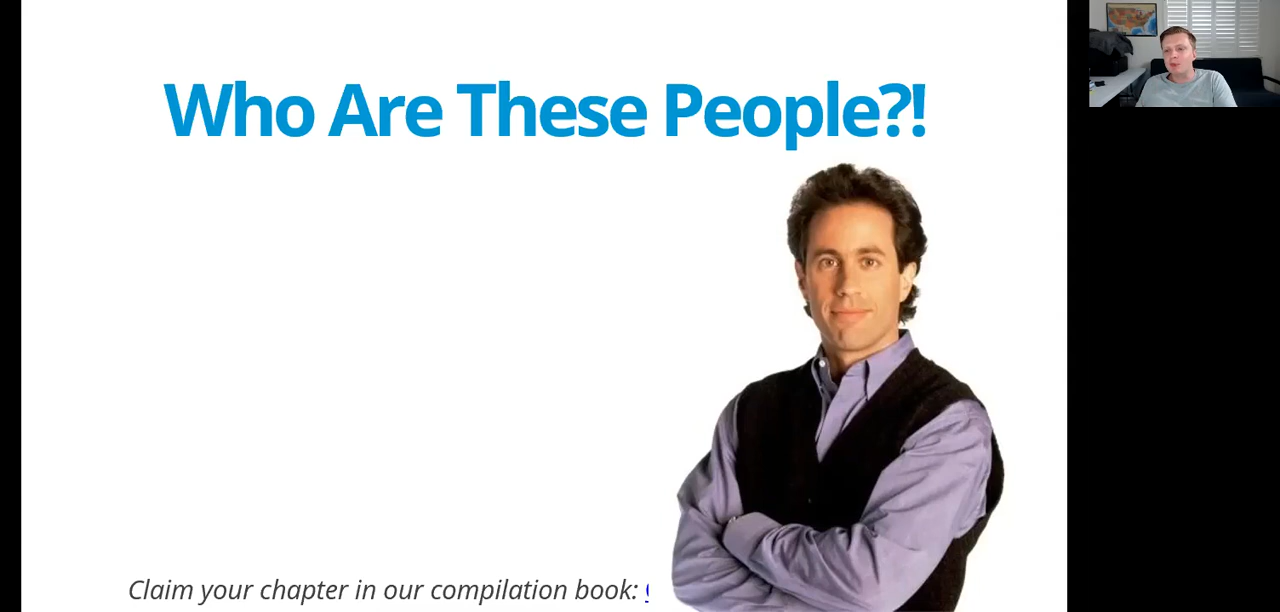 Who Are These People?!
Claim your chapter in our compilation book: